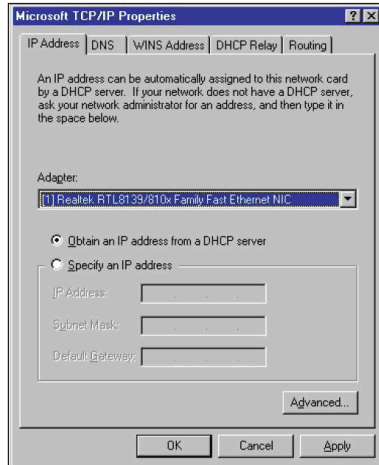 Microsoft TCP/IP Properties
IP Address DNS WINS Address DHCP Relay Routing
An IP address can be automatically assigned to this network card
by a DHCP server. If your network does not have a DHCP server,
ask your network administrator for an address, and then type it in
the space below.
Adapter:
[1] Realtek RTL8139/810x Family Fast Ethernet NIC
Obtain an IP address from a DHCP server
Specify an IP address
IP Address:
Subnet Mask:
Default Gateway:
Advanced...
OK Cancel Apply